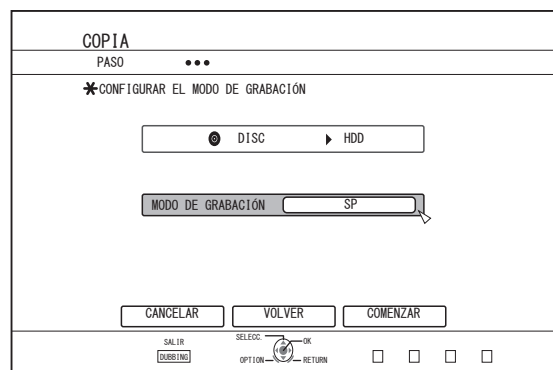 COPIA
PASO
✱CONFIGURAR EL MODO DE GRABACIÓN
DISC ▶ HDD
MODO DE GRABACIÓN SP
CANCELAR VOLVER COMENZAR
SALIR
DUBBING
SELECC.
OK
OPTION
RETURN